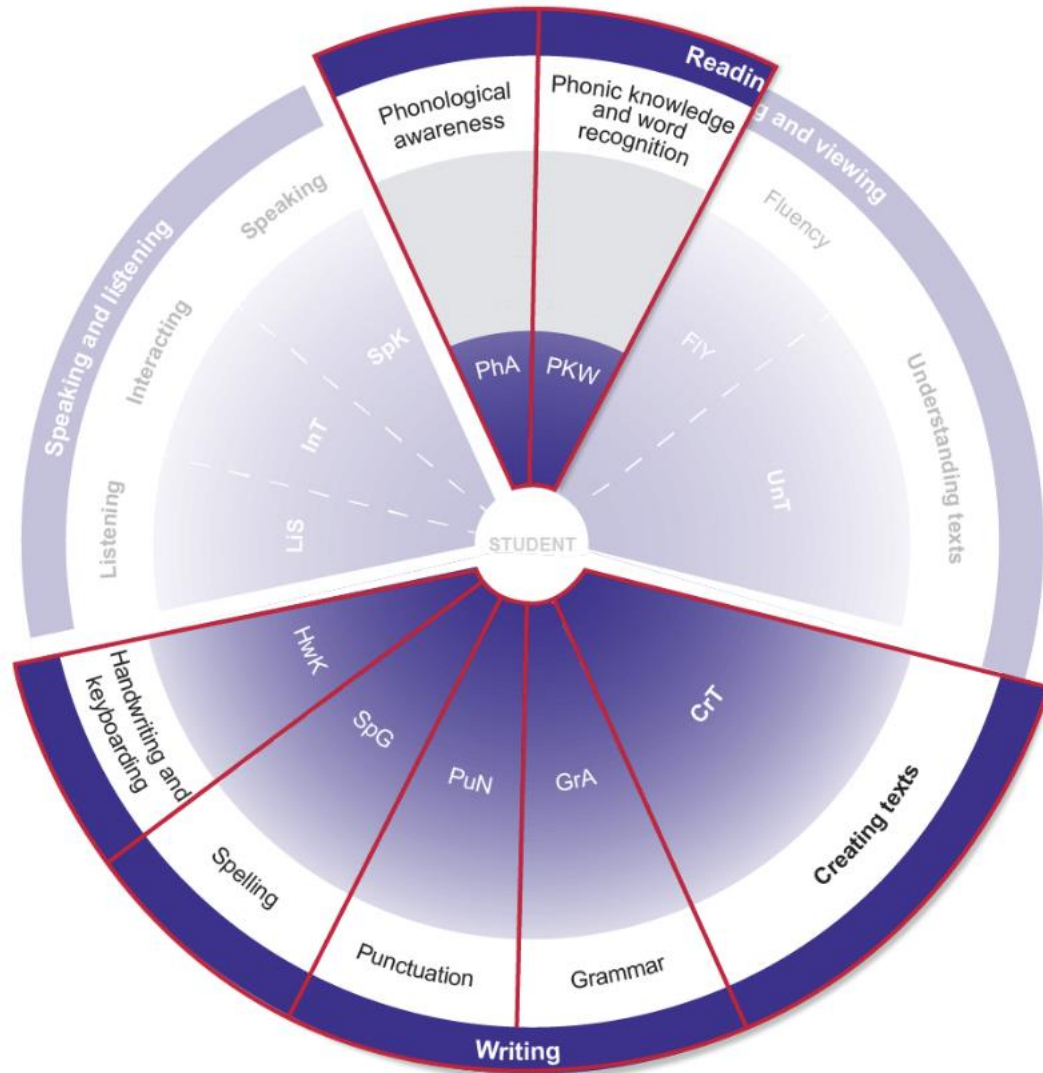 Reading and viewing
Phonological
awareness
Phonic knowledge
and word
recognition
Fluency
Understanding texts
PhA
PKW
FlY
UnT
Speaking and listening
Speaking
Interacting
Listening
SpK
InT
LiS
STUDENT
HwK
SpG
PuN
GrA
CrT
Handwriting and
keyboarding
Spelling
Punctuation
Grammar
Creating texts
Writing